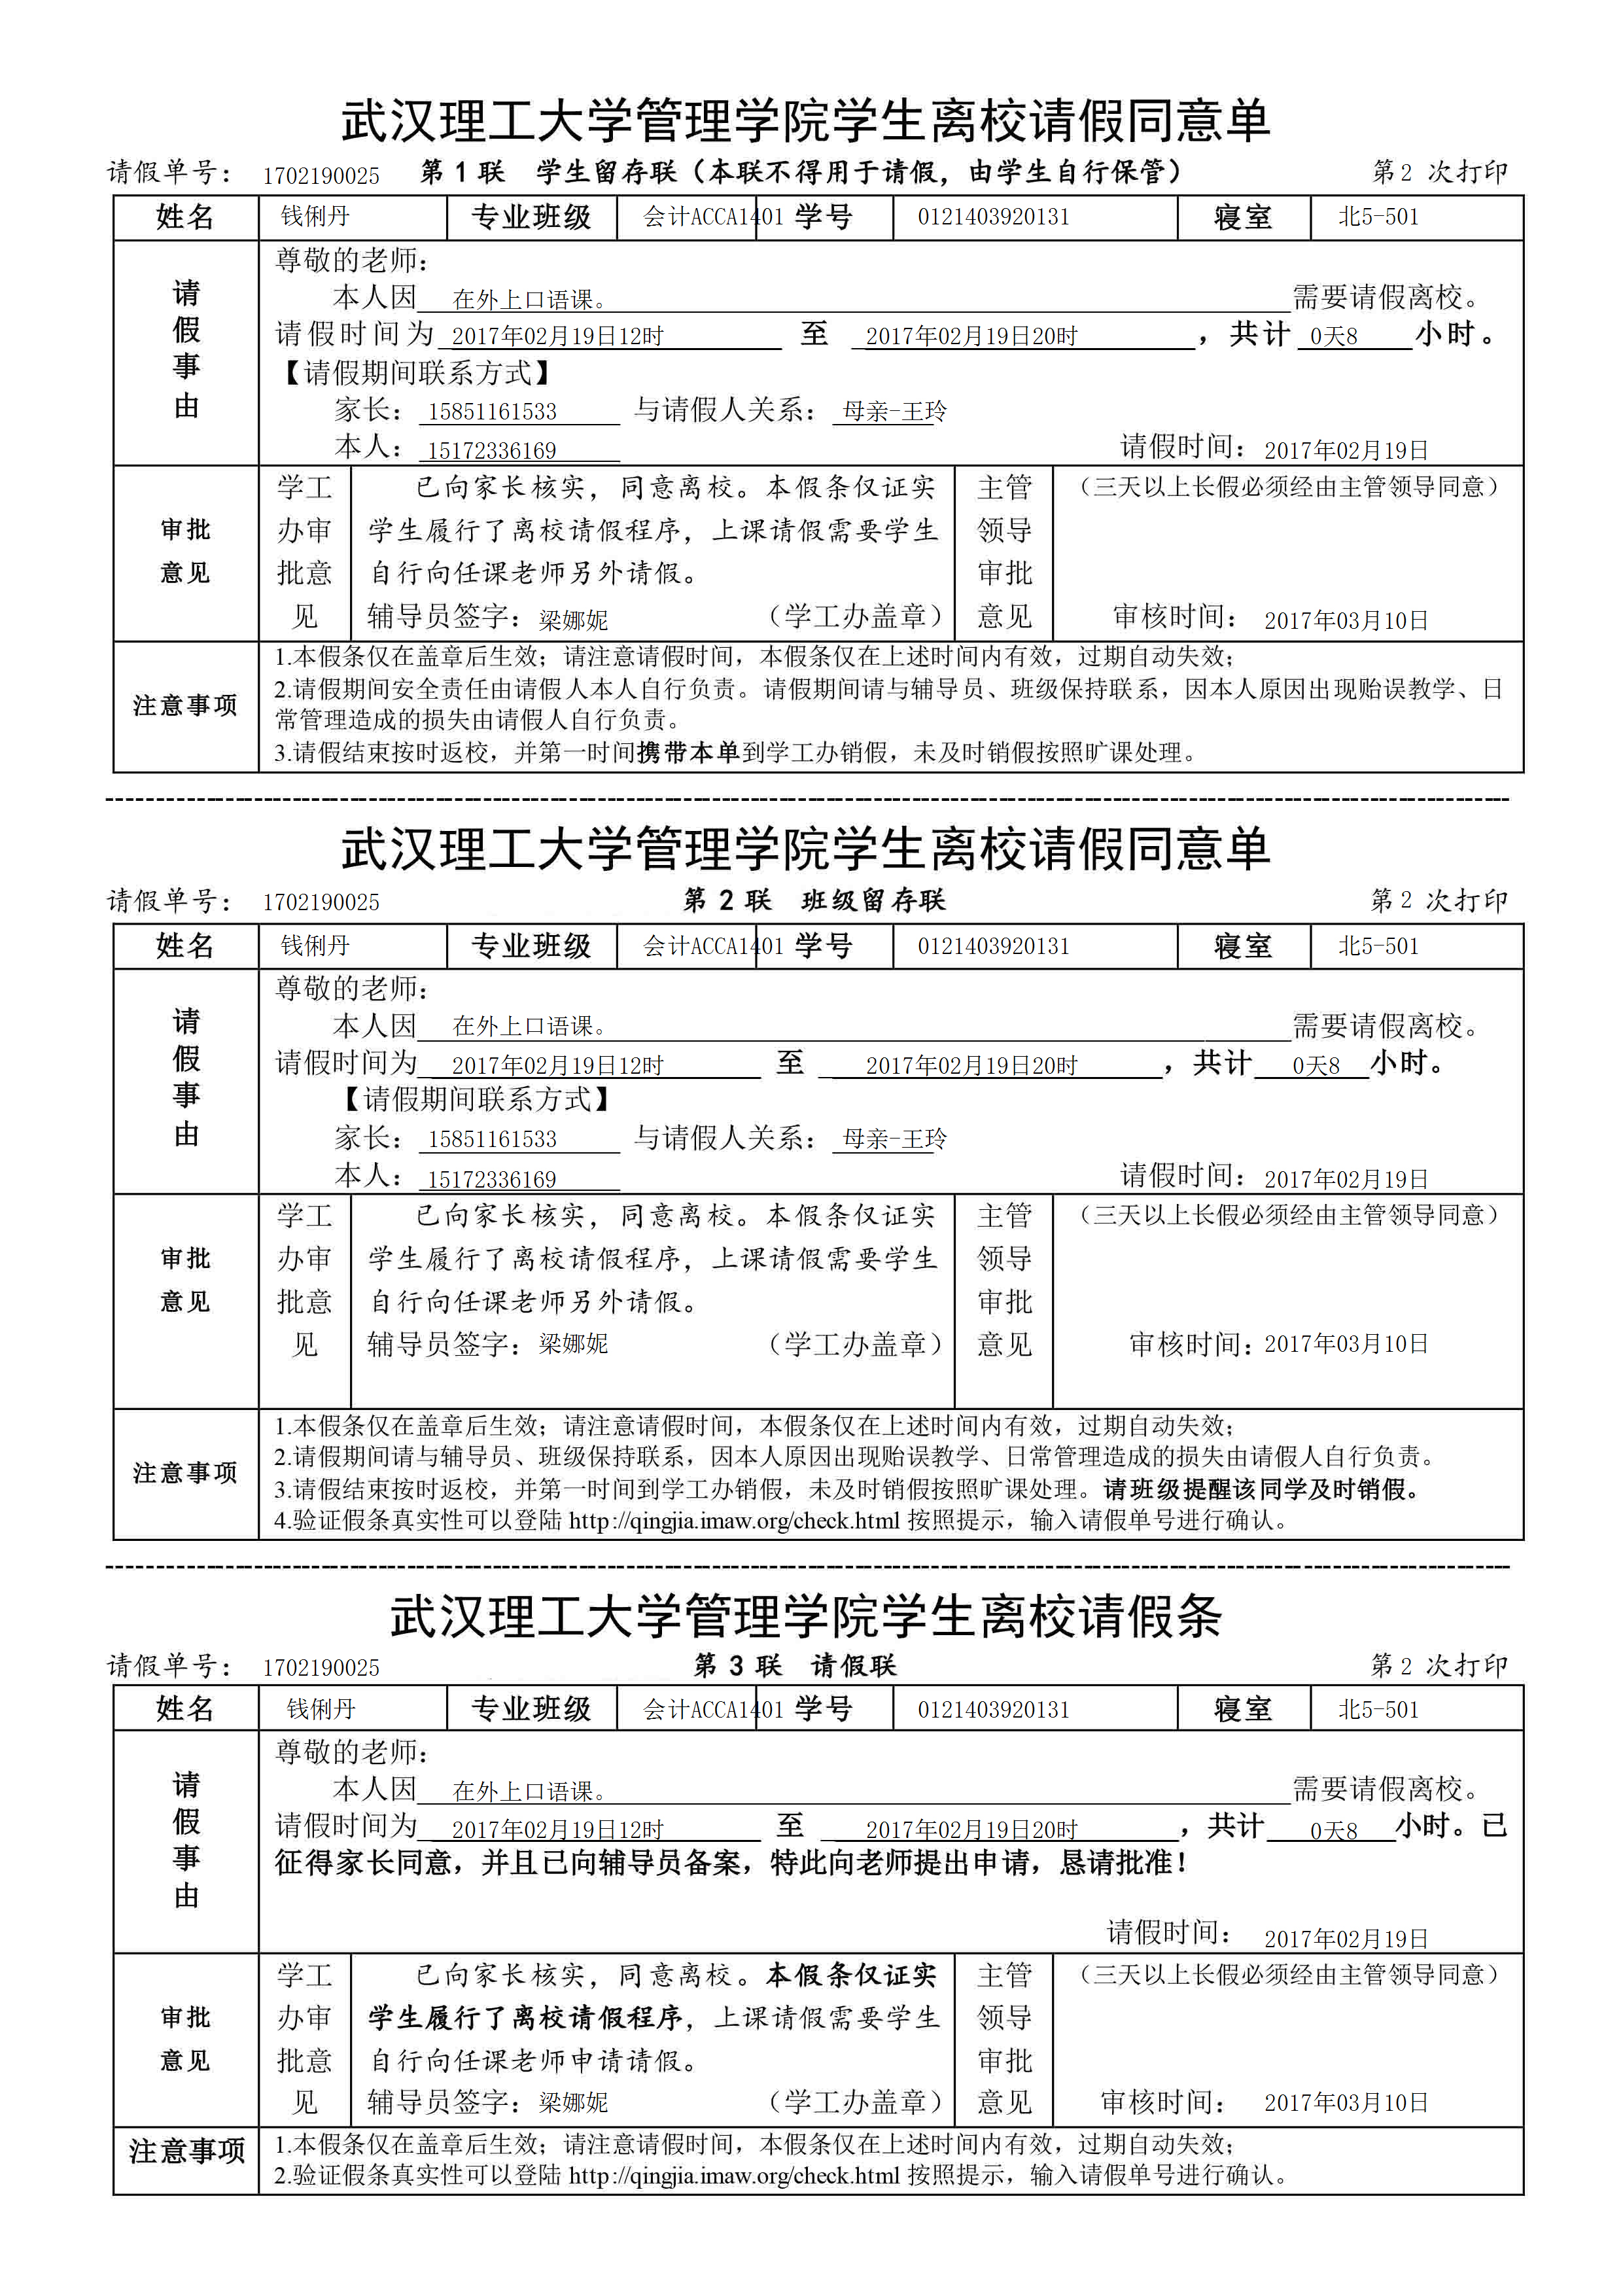 武汉理工大学管理学院学生离校请假同意单
请假单号： 1702190025 第 1 联 学生留存联（本联不得用于请假，由学生自行保管） 第 2 次打印
姓名 钱俐丹 专业班级 会计ACCA1401 学号 0121403920131 寝室 北5-501
请假事由
尊敬的老师：
本人因 在外上口语课。 需要请假离校。
请假时间为 2017年02月19日12时 至 2017年02月19日20时 ，共计 0天8 小时。
【请假期间联系方式】
家长： 15851161533 与请假人关系： 母亲-王玲
本人： 15172336169 请假时间： 2017年02月19日
审批意见
学工办审批意见
已向家长核实，同意离校。本假条仅证实
学生履行了离校请假程序，上课请假需要学生
自行向任课老师另外请假。
辅导员签字： 梁娜妮 （学工办盖章）
主管领导审批意见
（三天以上长假必须经由主管领导同意）
审核时间： 2017年03月10日
注意事项
1.本假条仅在盖章后生效；请注意请假时间，本假条仅在上述时间内有效，过期自动失效；
2.请假期间安全责任由请假人本人自行负责。请假期间请与辅导员、班级保持联系，因本人原因出现贻误教学、日
常管理造成的损失由请假人自行负责。
3.请假结束按时返校，并第一时间携带本单到学工办销假，未及时销假按照旷课处理。
武汉理工大学管理学院学生离校请假同意单
请假单号： 1702190025 第 2 联 班级留存联 第 2 次打印
姓名 钱俐丹 专业班级 会计ACCA1401 学号 0121403920131 寝室 北5-501
请假事由
尊敬的老师：
本人因 在外上口语课。 需要请假离校。
请假时间为 2017年02月19日12时 至 2017年02月19日20时 ，共计 0天8 小时。
【请假期间联系方式】
家长： 15851161533 与请假人关系： 母亲-王玲
本人： 15172336169 请假时间： 2017年02月19日
审批意见
学工办审批意见
已向家长核实，同意离校。本假条仅证实
学生履行了离校请假程序，上课请假需要学生
自行向任课老师另外请假。
辅导员签字： 梁娜妮 （学工办盖章）
主管领导审批意见
（三天以上长假必须经由主管领导同意）
审核时间： 2017年03月10日
注意事项
1.本假条仅在盖章后生效；请注意请假时间，本假条仅在上述时间内有效，过期自动失效；
2.请假期间请与辅导员、班级保持联系，因本人原因出现贻误教学、日常管理造成的损失由请假人自行负责。
3.请假结束按时返校，并第一时间到学工办销假，未及时销假按照旷课处理。请班级提醒该同学及时销假。
4.验证假条真实性可以登陆 http://qingjia.imaw.org/check.html 按照提示，输入请假单号进行确认。
武汉理工大学管理学院学生离校请假条
请假单号： 1702190025 第 3 联 请假联 第 2 次打印
姓名 钱俐丹 专业班级 会计ACCA1401 学号 0121403920131 寝室 北5-501
请假事由
尊敬的老师：
本人因 在外上口语课。 需要请假离校。
请假时间为 2017年02月19日12时 至 2017年02月19日20时 ，共计 0天8 小时。已
征得家长同意，并且已向辅导员备案，特此向老师提出申请，恳请批准！
请假时间： 2017年02月19日
审批意见
学工办审批意见
已向家长核实，同意离校。本假条仅证实
学生履行了离校请假程序，上课请假需要学生
自行向任课老师申请请假。
辅导员签字： 梁娜妮 （学工办盖章）
主管领导审批意见
（三天以上长假必须经由主管领导同意）
审核时间： 2017年03月10日
注意事项
1.本假条仅在盖章后生效；请注意请假时间，本假条仅在上述时间内有效，过期自动失效；
2.验证假条真实性可以登陆 http://qingjia.imaw.org/check.html 按照提示，输入请假单号进行确认。